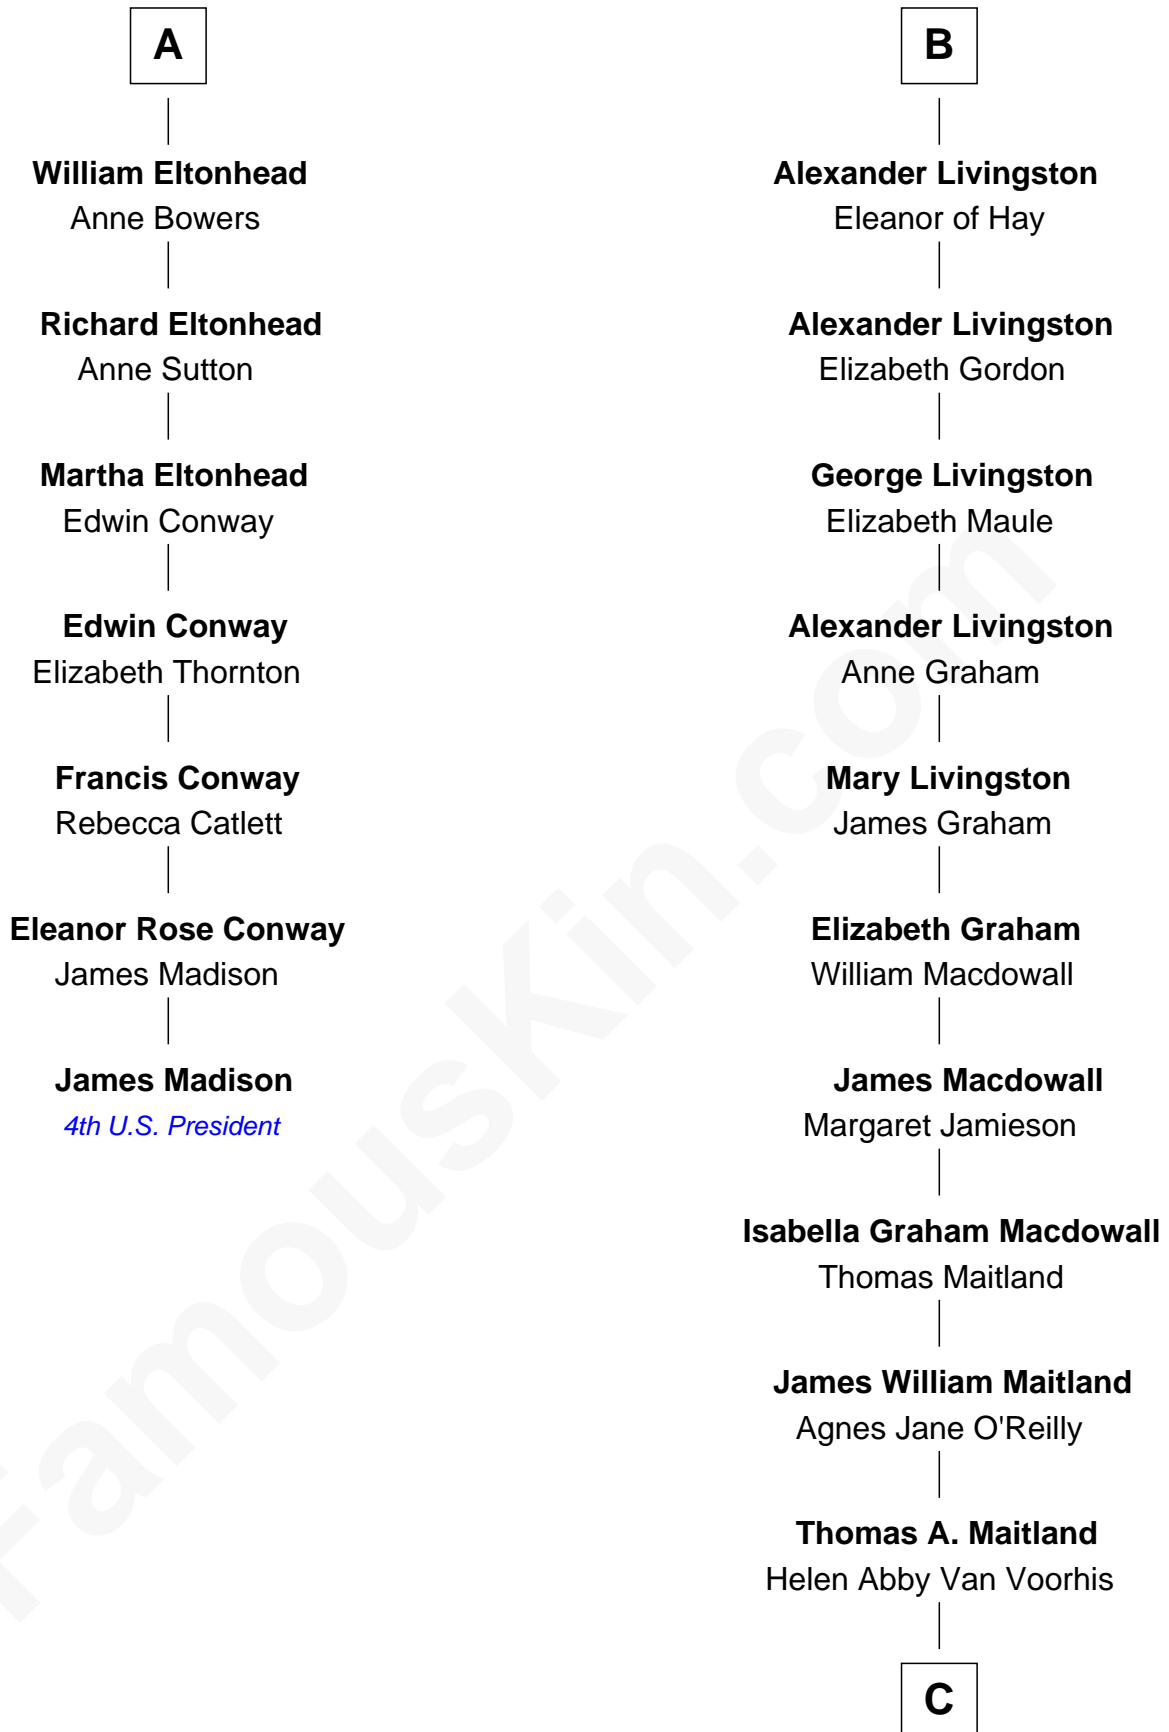 A
William Eltonhead
Anne Bowers
Richard Eltonhead
Anne Sutton
Martha Eltonhead
Edwin Conway
Edwin Conway
Elizabeth Thornton
Francis Conway
Rebecca Catlett
Eleanor Rose Conway
James Madison
James Madison
4th U.S. President
B
Alexander Livingston
Eleanor of Hay
Alexander Livingston
Elizabeth Gordon
George Livingston
Elizabeth Maule
Alexander Livingston
Anne Graham
Mary Livingston
James Graham
Elizabeth Graham
William Macdowall
James Macdowall
Margaret Jamieson
Isabella Graham Macdowall
Thomas Maitland
James William Maitland
Agnes Jane O'Reilly
Thomas A. Maitland
Helen Abby Van Voorhis
C
FamousKin.com